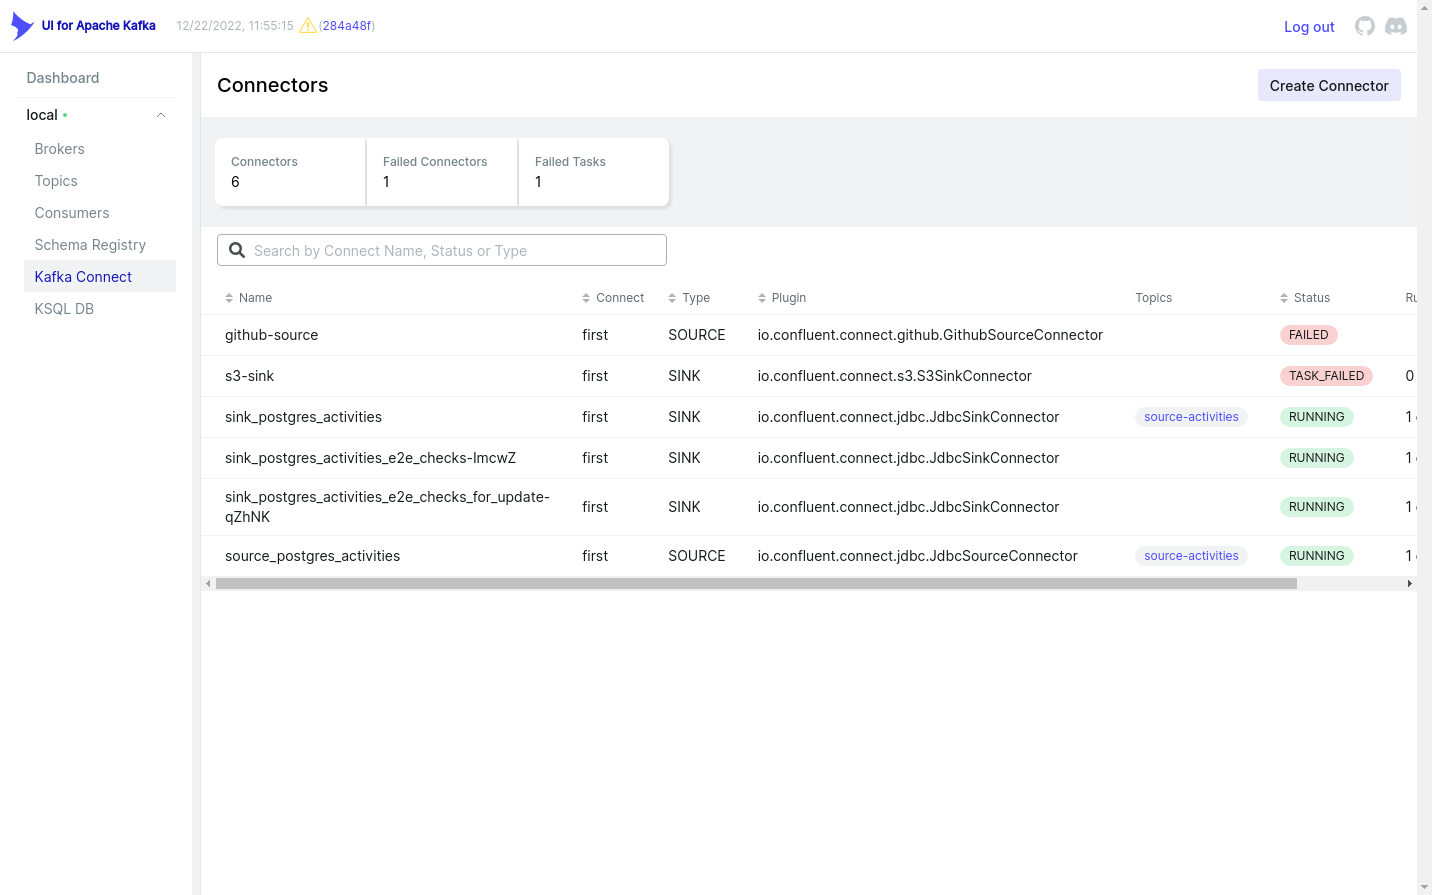 UI for Apache Kafka 12/22/2022, 11:55:15 (284a48f) Log out
Dashboard
local
Brokers
Topics
Consumers
Schema Registry
Kafka Connect
KSQL DB
Connectors Create Connector
Connectors Failed Connectors Failed Tasks
6 1 1
Search by Connect Name, Status or Type
Name Connect Type Plugin Topics Status
github-source first SOURCE io.confluent.connect.github.GithubSourceConnector FAILED
s3-sink first SINK io.confluent.connect.s3.S3SinkConnector TASK_FAILED 0
sink_postgres_activities first SINK io.confluent.connect.jdbc.JdbcSinkConnector source-activities RUNNING 1
sink_postgres_activities_e2e_checks-ImcwZ first SINK io.confluent.connect.jdbc.JdbcSinkConnector RUNNING 1
sink_postgres_activities_e2e_checks_for_update-
qZhNK first SINK io.confluent.connect.jdbc.JdbcSinkConnector RUNNING 1
source_postgres_activities first SOURCE io.confluent.connect.jdbc.JdbcSourceConnector source-activities RUNNING 1